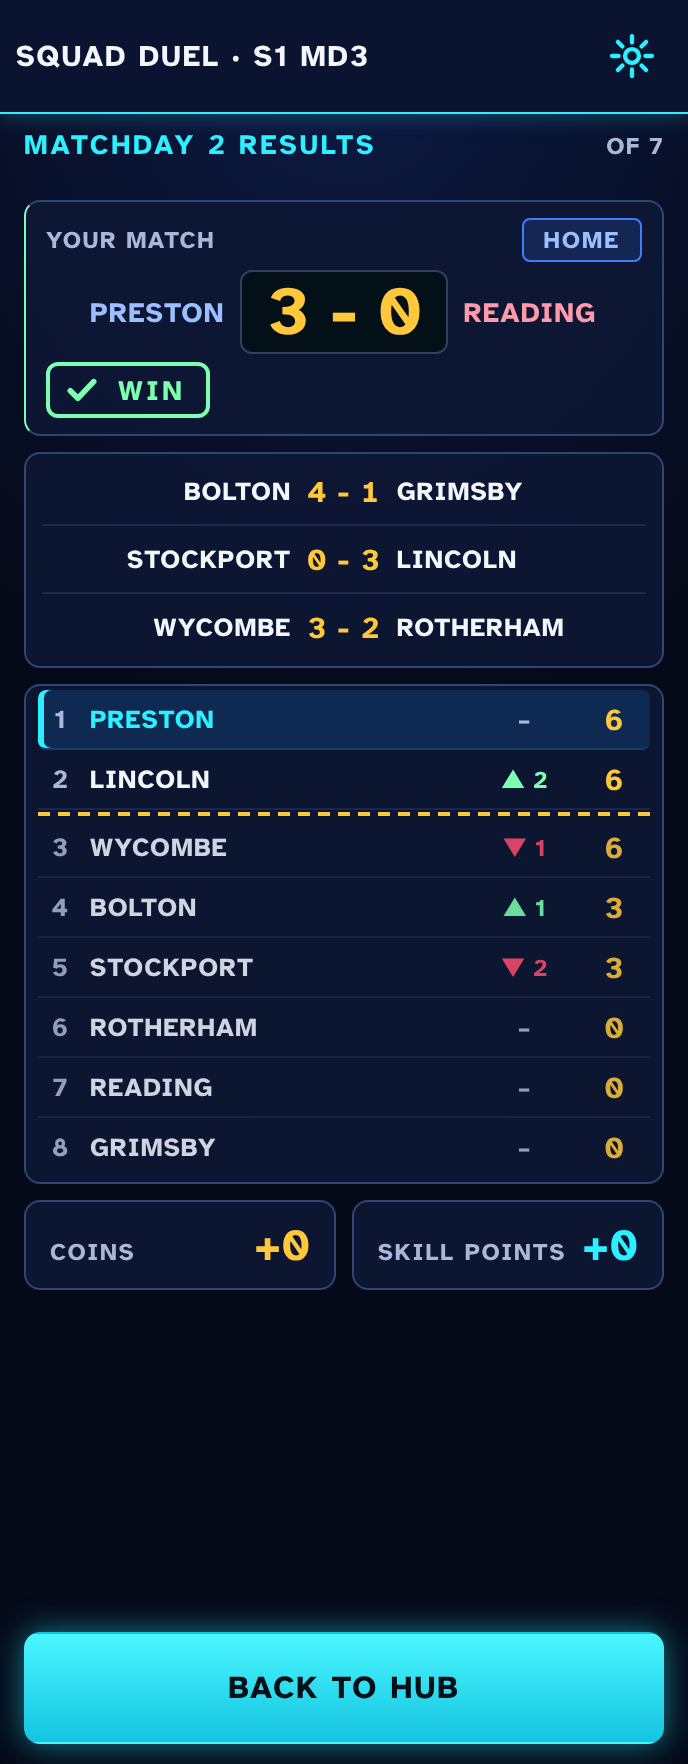 SQUAD DUEL · S1 MD3
MATCHDAY 2 RESULTS OF 7
YOUR MATCH HOME
PRESTON 3 - 0 READING
WIN
BOLTON 4 - 1 GRIMSBY
STOCKPORT 0 - 3 LINCOLN
WYCOMBE 3 - 2 ROTHERHAM
1 PRESTON - 6
2 LINCOLN ▲ 2 6
3 WYCOMBE ▼ 1 6
4 BOLTON ▲ 1 3
5 STOCKPORT ▼ 2 3
6 ROTHERHAM - 0
7 READING - 0
8 GRIMSBY - 0
COINS +0 SKILL POINTS +0
BACK TO HUB